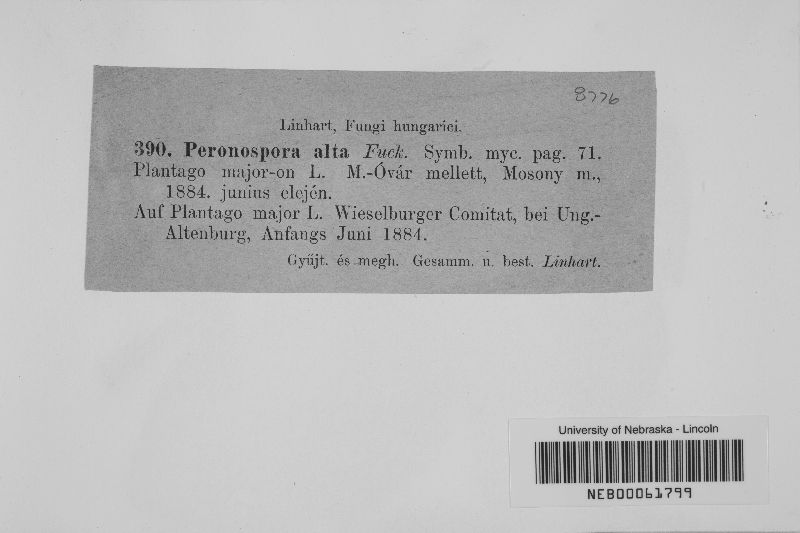 8776
Linhart, Fungi hungarici.
390. Peronospora alta Fuck. Symb. myc. pag. 71.
Plantago major-on L. M.-Óvár mellett, Mosony m.,
1884. junius elején.
Auf Plantago major L. Wieselburger Comitat, bei Ung.-
Altenburg, Anfangs Juni 1884.
Gyűjt. és megh. Gesamm. u. best. Linhart.
University of Nebraska - Lincoln
NEB00061799